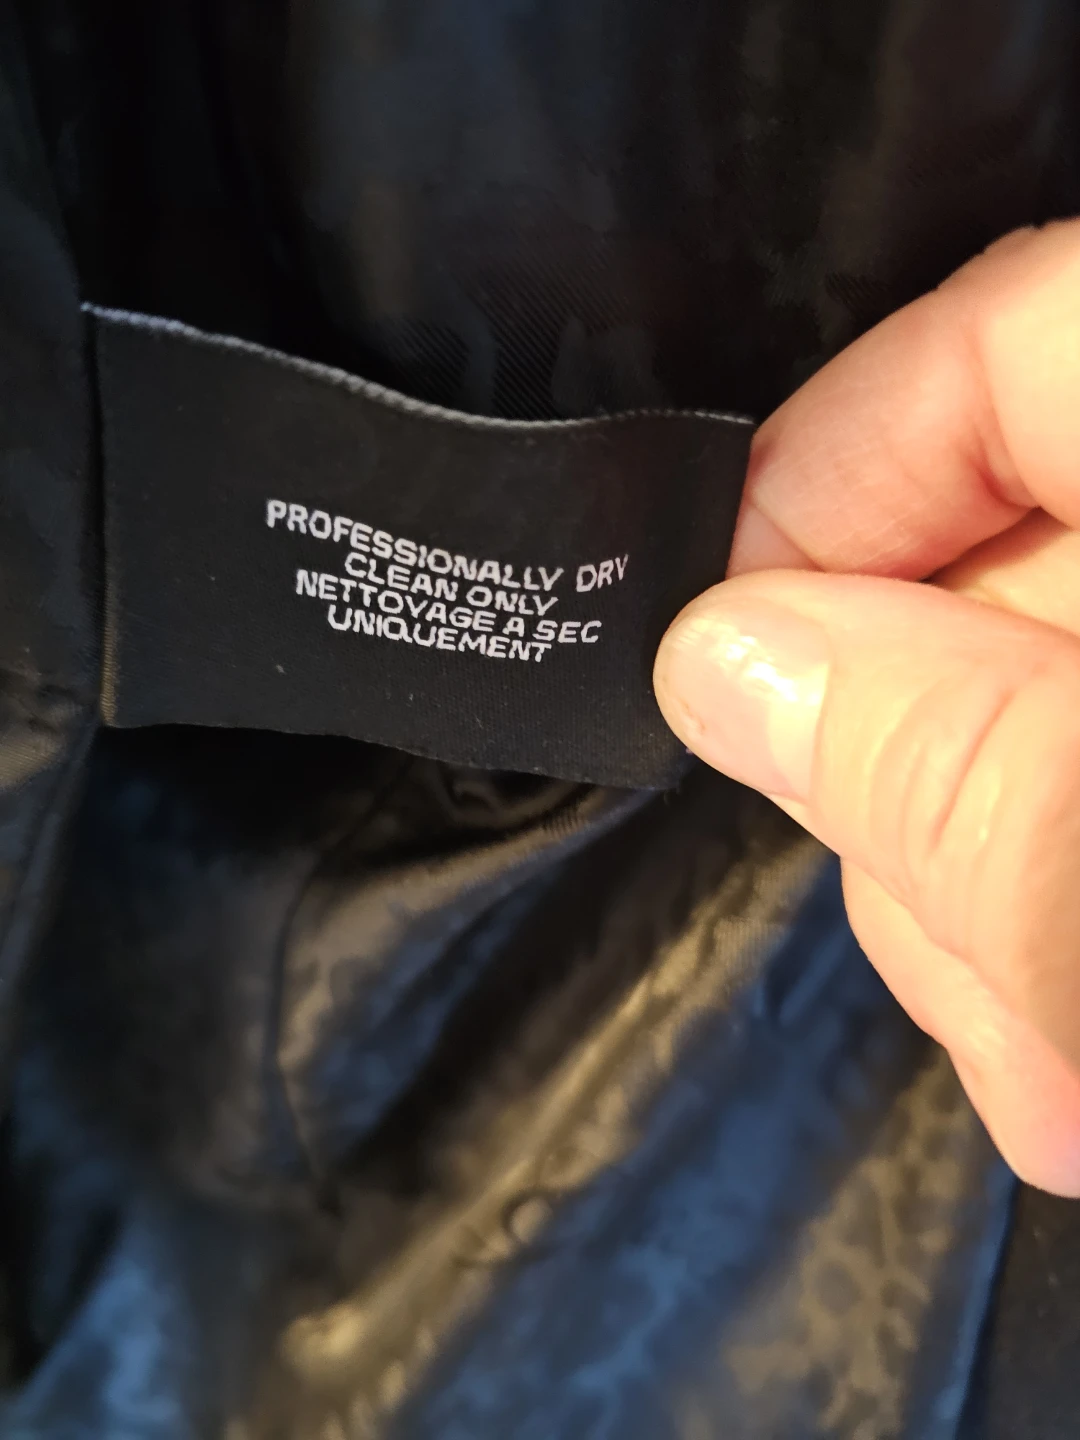 PROFESSIONALLY DRY
CLEAN ONLY
NETTOYAGE A SEC
UNIQUEMENT